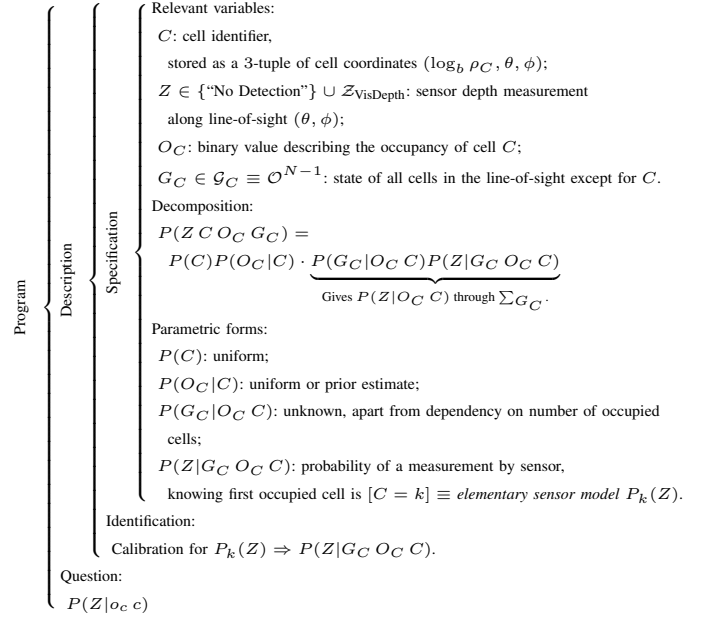 Program
Description
Specification
Relevant variables:
C: cell identifier,
stored as a 3-tuple of cell coordinates (log_b ρ_C, θ, ϕ);
Z ∈ {“No Detection”} ∪ 𝒵_VisDepth: sensor depth measurement
along line-of-sight (θ, ϕ);
O_C: binary value describing the occupancy of cell C;
G_C ∈ 𝒢_C ≡ 𝒪^{N−1}: state of all cells in the line-of-sight except for C.
Decomposition:
P(Z C O_C G_C) =
P(C)P(O_C|C) · P(G_C|O_C C)P(Z|G_C O_C C)
Gives P(Z|O_C C) through ∑_{G_C}.
Parametric forms:
P(C): uniform;
P(O_C|C): uniform or prior estimate;
P(G_C|O_C C): unknown, apart from dependency on number of occupied
cells;
P(Z|G_C O_C C): probability of a measurement by sensor,
knowing first occupied cell is [C = k] ≡ elementary sensor model P_k(Z).
Identification:
Calibration for P_k(Z) ⇒ P(Z|G_C O_C C).
Question:
P(Z|o_c c)